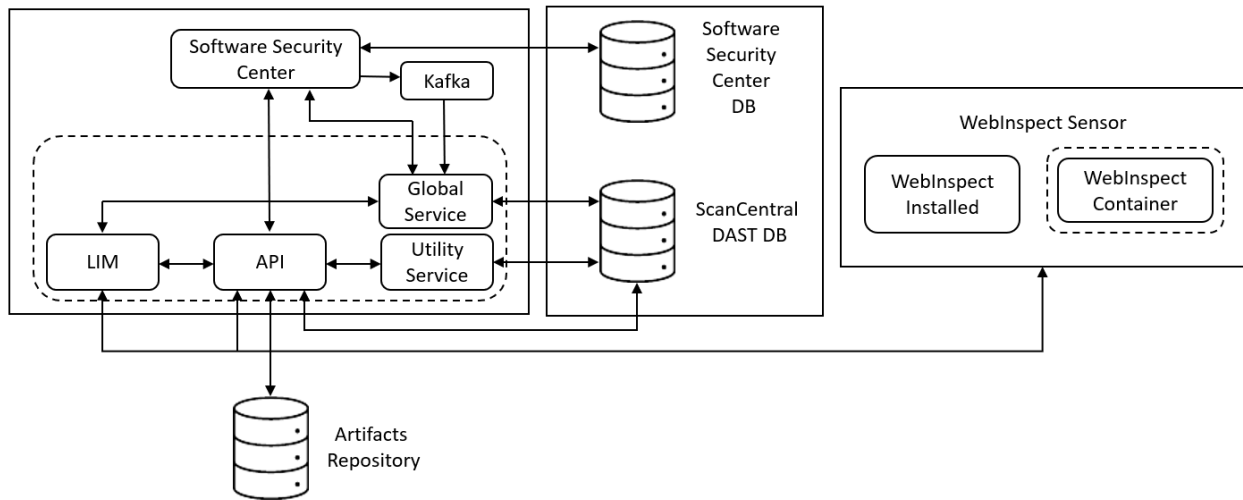 Software Security
Center
Kafka
Software
Security
Center
DB
WebInspect Sensor
WebInspect
Installed
WebInspect
Container
Global
Service
ScanCentral
DAST DB
LIM
API
Utility
Service
Artifacts
Repository